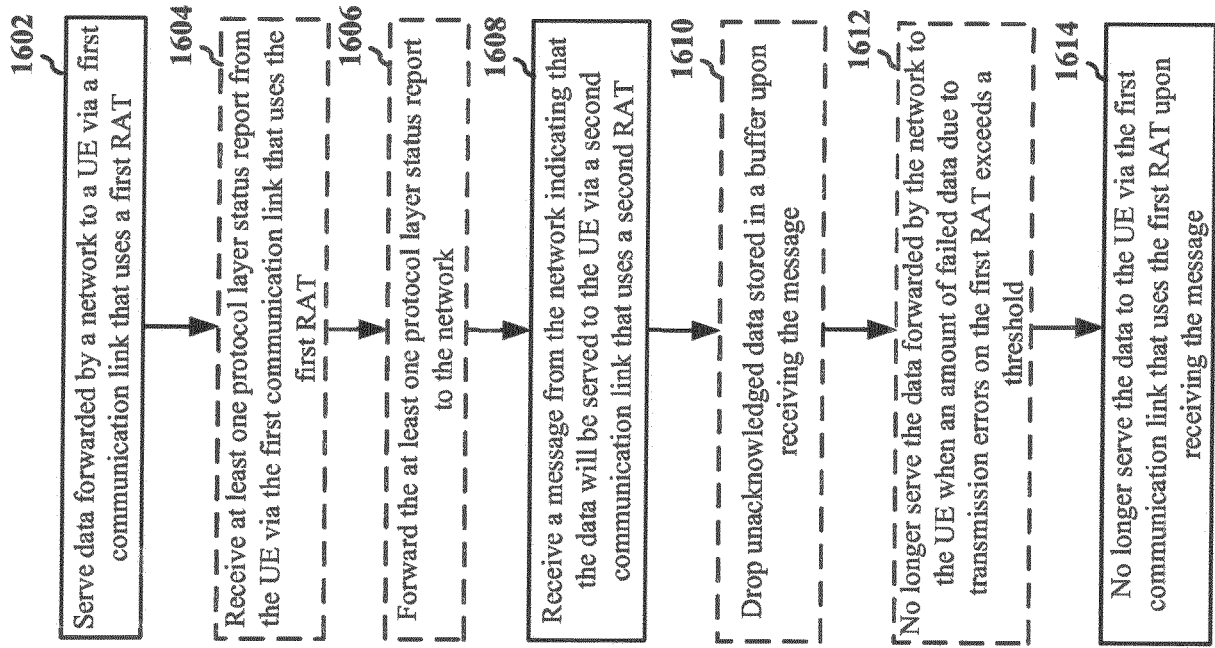 1602
Serve data forwarded by a network to a UE via a first
communication link that uses a first RAT
1604
Receive at least one protocol layer status report from
the UE via the first communication link that uses the
first RAT
1606
Forward the at least one protocol layer status report
to the network
1608
Receive a message from the network indicating that
the data will be served to the UE via a second
communication link that uses a second RAT
1610
Drop unacknowledged data stored in a buffer upon
receiving the message
1612
No longer serve the data forwarded by the network to
the UE when an amount of failed data due to
transmission errors on the first RAT exceeds a
threshold
1614
No longer serve the data to the UE via the first
communication link that uses the first RAT upon
receiving the message